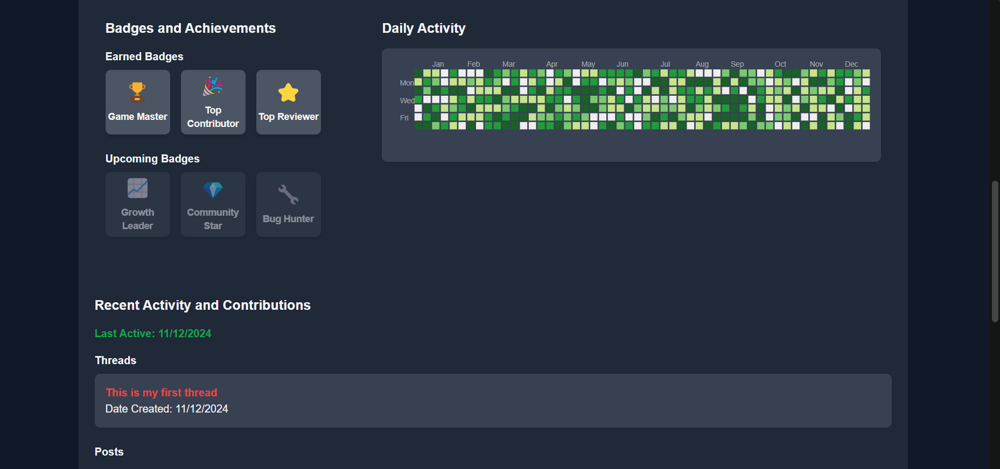 Badges and Achievements
Earned Badges
Game Master
Top
Contributor
Top Reviewer
Upcoming Badges
Growth
Leader
Community
Star
Bug Hunter
Daily Activity
Jan Feb Mar Apr May Jun Jul Aug Sep Oct Nov Dec
Mon
Wed
Fri
Recent Activity and Contributions
Last Active: 11/12/2024
Threads
This is my first thread
Date Created: 11/12/2024
Posts